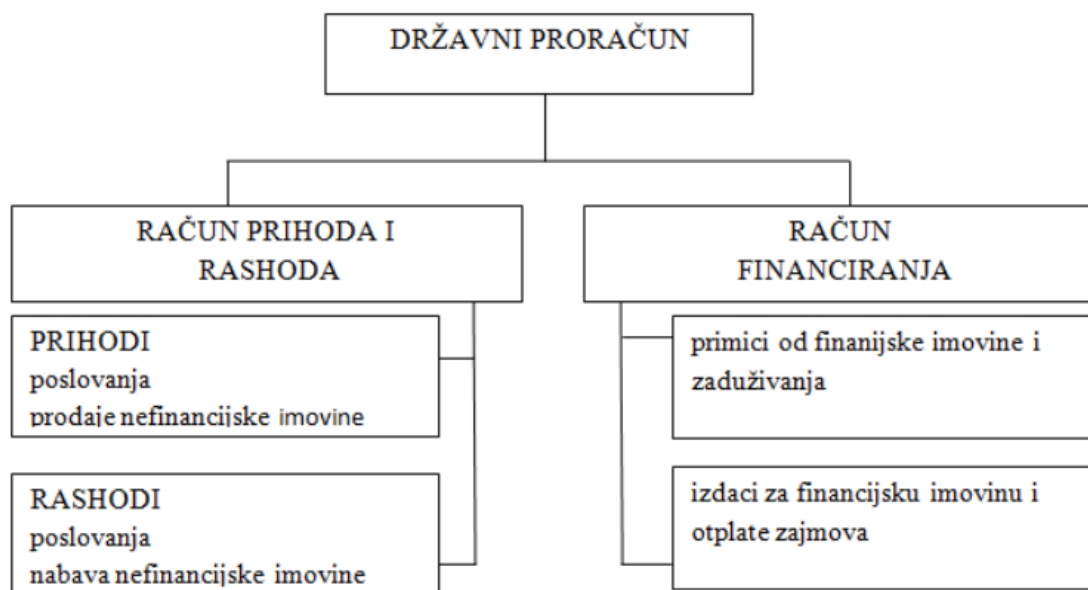 DRŽAVNI PRORAČUN
RAČUN PRIHODA I
RASHODA
PRIHODI
poslovanja
prodaje nefinancijske imovine
RASHODI
poslovanja
nabava nefinancijske imovine
RAČUN
FINANCIRANJA
primici od finanijske imovine i
zaduživanja
izdaci za financijsku imovinu i
otplate zajmova